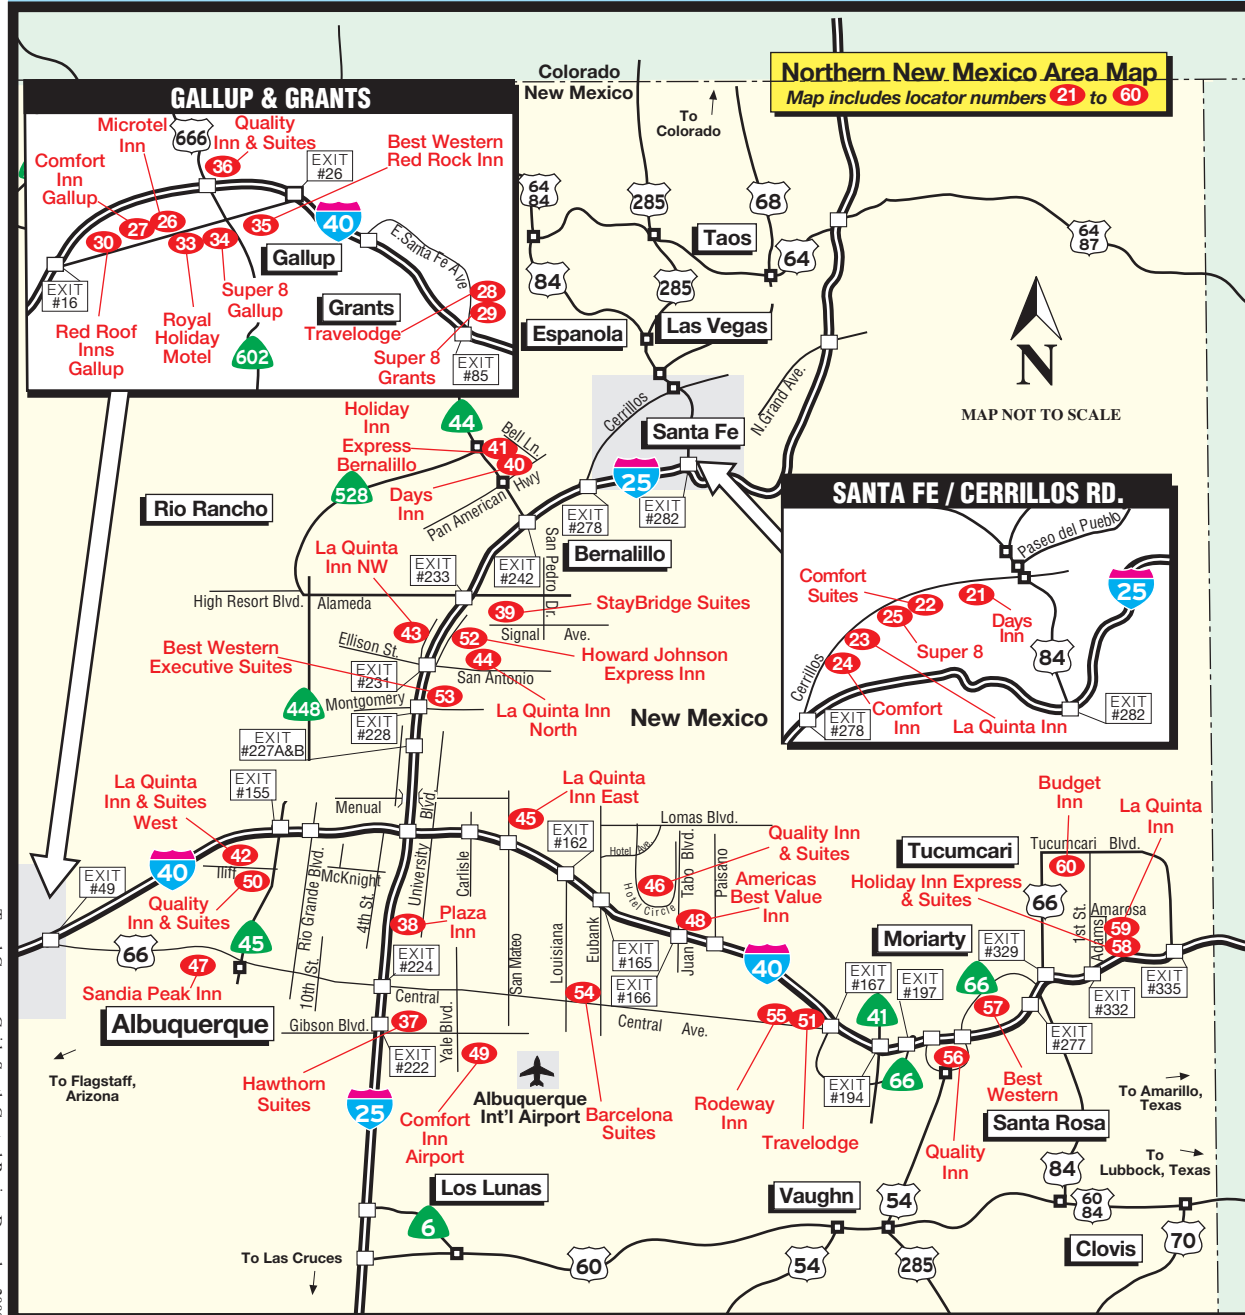 Northern New Mexico Area Map
Map includes locator numbers 21 to 60
Colorado
New Mexico
To
Colorado
GALLUP & GRANTS
Microtel
Inn
666
Quality
Inn & Suites
36
EXIT
#26
Best Western
Red Rock Inn
Comfort
Inn
Gallup
30
27
26
33
34
35
40
E.Santa Fe Ave
Gallup
EXIT
#16
Super 8
Gallup
Grants
28
29
Travelodge
Red Roof
Inns
Gallup
Royal
Holiday
Motel
602
Super 8
Grants
EXIT
#85
64
84
285
68
64
87
Taos
64
84
285
Espanola
Las Vegas
N
MAP NOT TO SCALE
N.Grand Ave.
Cerrillos
Santa Fe
25
EXIT
#278
EXIT
#282
Holiday
Inn
Express
Bernalillo
44
41
40
Bell Ln.
528
Days
Inn
Pan American Hwy
Rio Rancho
Bernalillo
SANTA FE / CERRILLOS RD.
Paseo del Pueblo
Comfort
Suites
22
21
25
23
24
Days
Inn
Super 8
25
84
Cerrillos
EXIT
#278
Comfort
Inn
La Quinta Inn
EXIT
#282
La Quinta
Inn NW
EXIT
#233
EXIT
#242
San Pedro Dr.
High Resort Blvd.
Alameda
39
StayBridge Suites
43
Ellison St.
52
Signal Ave.
Best Western
Executive Suites
44
Howard Johnson
Express Inn
EXIT
#231
San Antonio
53
448
Montgomery
La Quinta Inn
North
EXIT
#228
EXIT
#227A&B
New Mexico
La Quinta
Inn & Suites
West
EXIT
#155
Menual
Blvd.
La Quinta
Inn East
45
EXIT
#162
Lomas Blvd.
Hotel Ave.
Hotel Circle
Quality Inn
& Suites
46
Juan Tabo Blvd.
Paisano
Americas
Best Value
Inn
48
42
40
Iliff
50
Quality
Inn & Suites
EXIT
#49
McKnight
Rio Grande Blvd.
4th St.
University
Carlisle
38
Plaza
Inn
San Mateo
Louisiana
Eubank
EXIT
#165
EXIT
#166
40
66
45
47
Sandia Peak Inn
10th St.
EXIT
#224
Central
Central Ave.
Albuquerque
Gibson Blvd.
37
Yale Blvd.
54
EXIT
#222
49
Hawthorn
Suites
25
Comfort
Inn
Airport
Albuquerque
Int'l Airport
Barcelona
Suites
To Flagstaff,
Arizona
Budget
Inn
La Quinta
Inn
Tucumcari
Tucumcari Blvd.
60
Holiday Inn Express
& Suites
66
1st St.
Adams
Amarosa
59
58
Moriarty
EXIT
#329
EXIT
#335
EXIT
#332
EXIT
#167
EXIT
#197
66
41
57
55
51
EXIT
#277
56
EXIT
#194
66
Best
Western
Rodeway
Inn
Travelodge
Quality
Inn
Santa Rosa
To Amarillo,
Texas
To
Lubbock, Texas
84
60
84
Los Lunas
Vaughn
54
6
Clovis
70
To Las Cruces
60
54
285